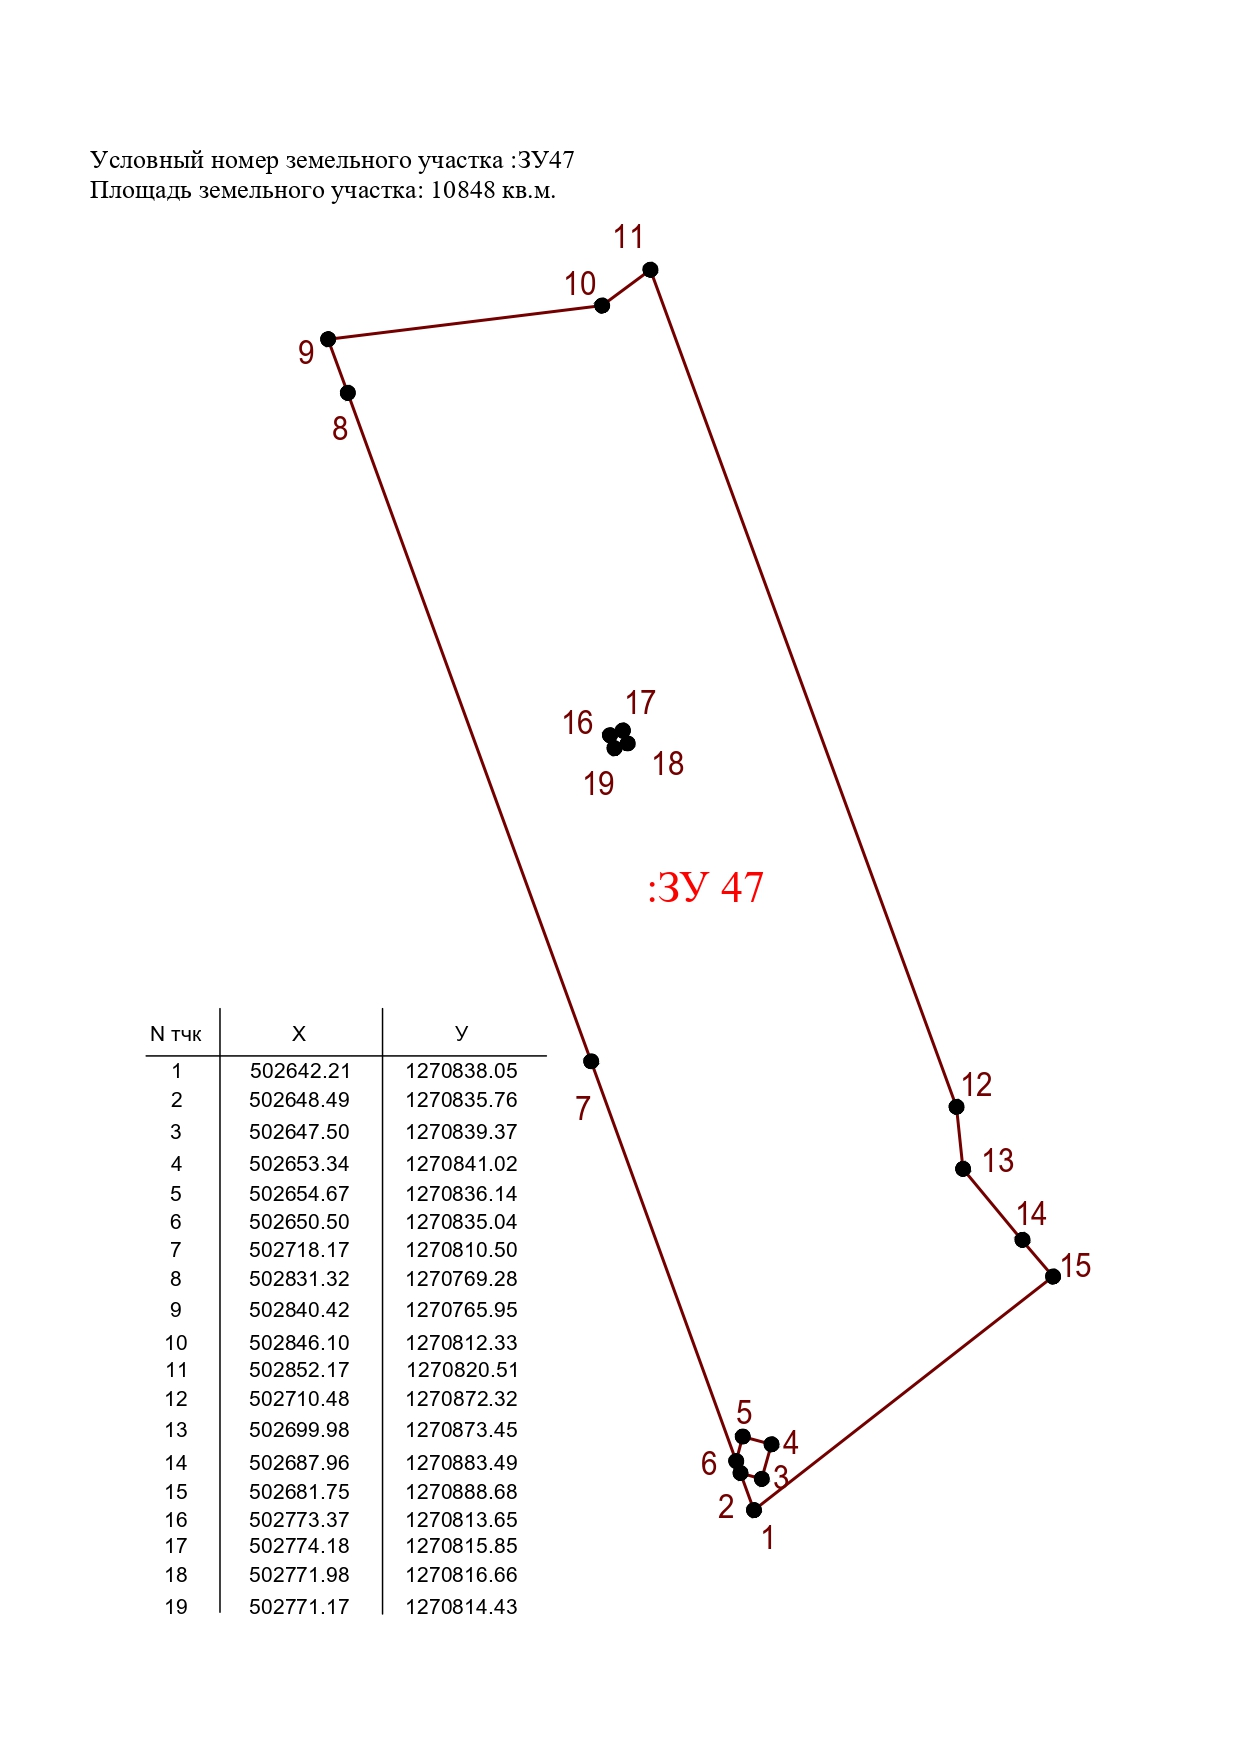 Условный номер земельного участка :ЗУ47
Площадь земельного участка: 10848 кв.м.
11
10
9
8
17
16
18
19
:ЗУ 47
12
7
13
14
15
5
4
6
3
2
1
N тчк X У
1 502642.21 1270838.05
2 502648.49 1270835.76
3 502647.50 1270839.37
4 502653.34 1270841.02
5 502654.67 1270836.14
6 502650.50 1270835.04
7 502718.17 1270810.50
8 502831.32 1270769.28
9 502840.42 1270765.95
10 502846.10 1270812.33
11 502852.17 1270820.51
12 502710.48 1270872.32
13 502699.98 1270873.45
14 502687.96 1270883.49
15 502681.75 1270888.68
16 502773.37 1270813.65
17 502774.18 1270815.85
18 502771.98 1270816.66
19 502771.17 1270814.43